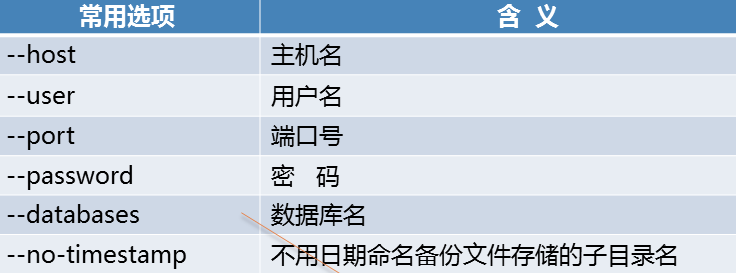 常用选项 含 义
--host 主机名
--user 用户名
--port 端口号
--password 密 码
--databases 数据库名
--no-timestamp 不用日期命名备份文件存储的子目录名